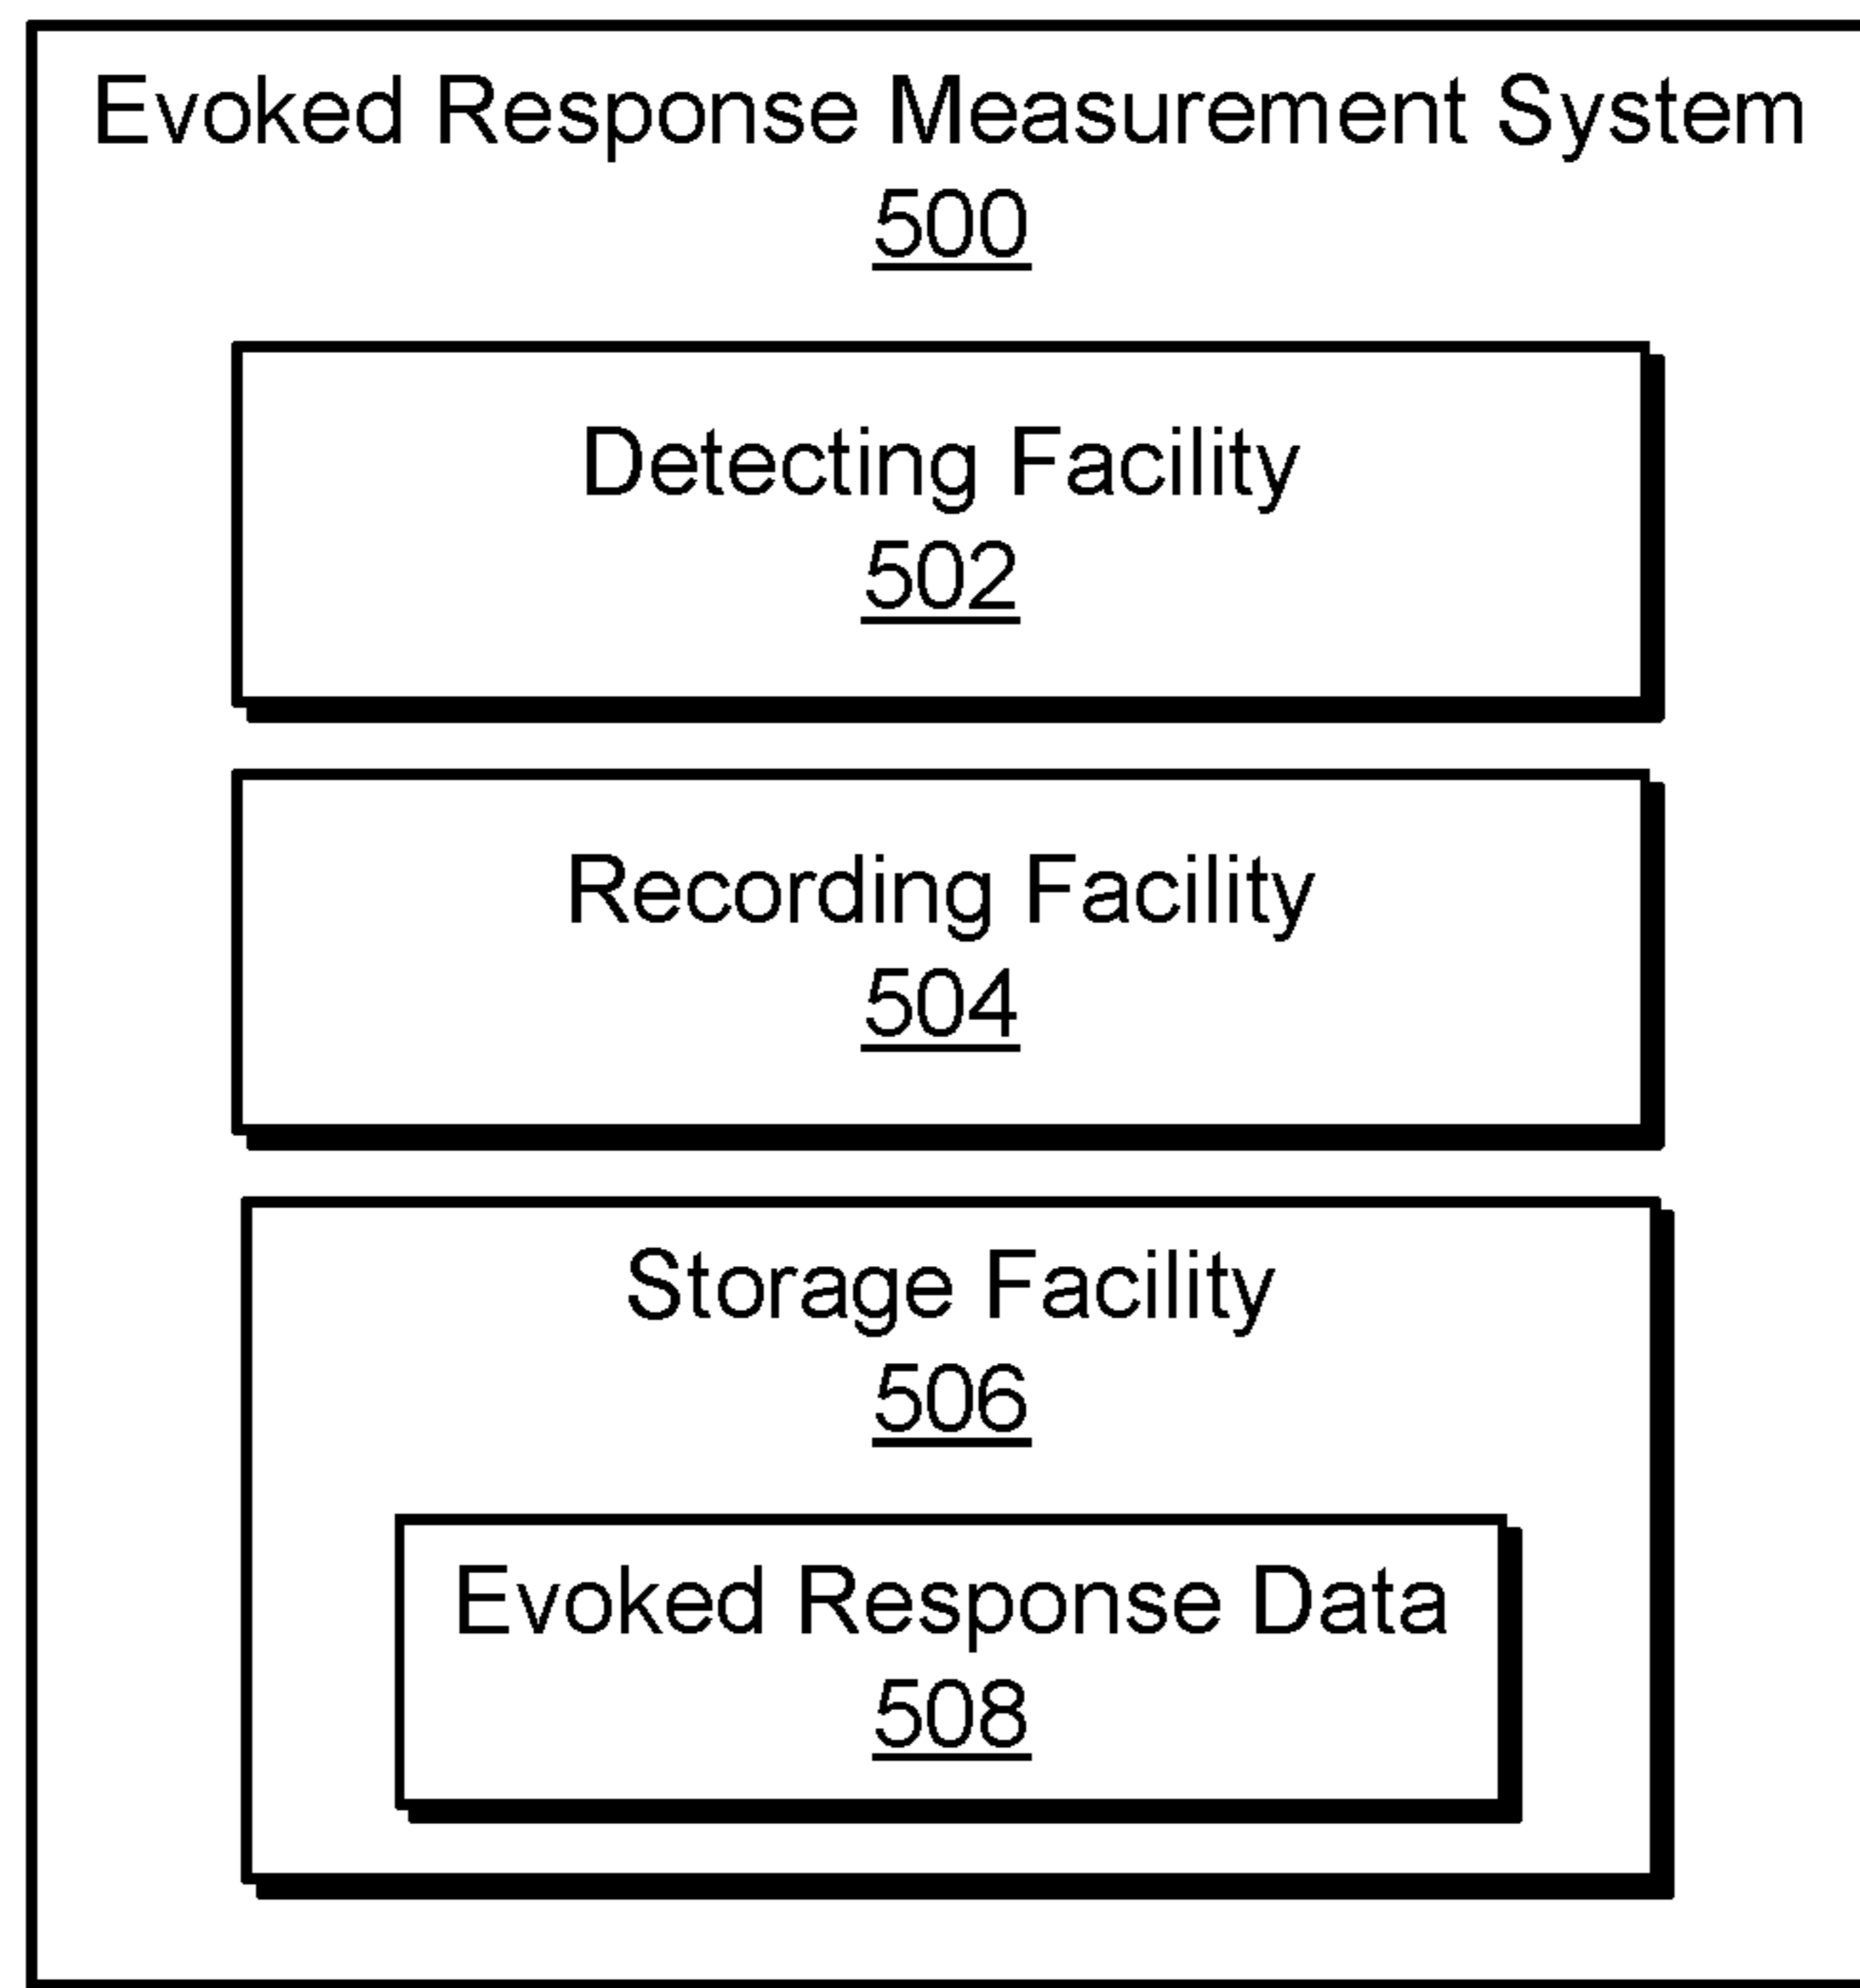 Evoked Response Measurement System
500
Detecting Facility
502
Recording Facility
504
Storage Facility
506
Evoked Response Data
508